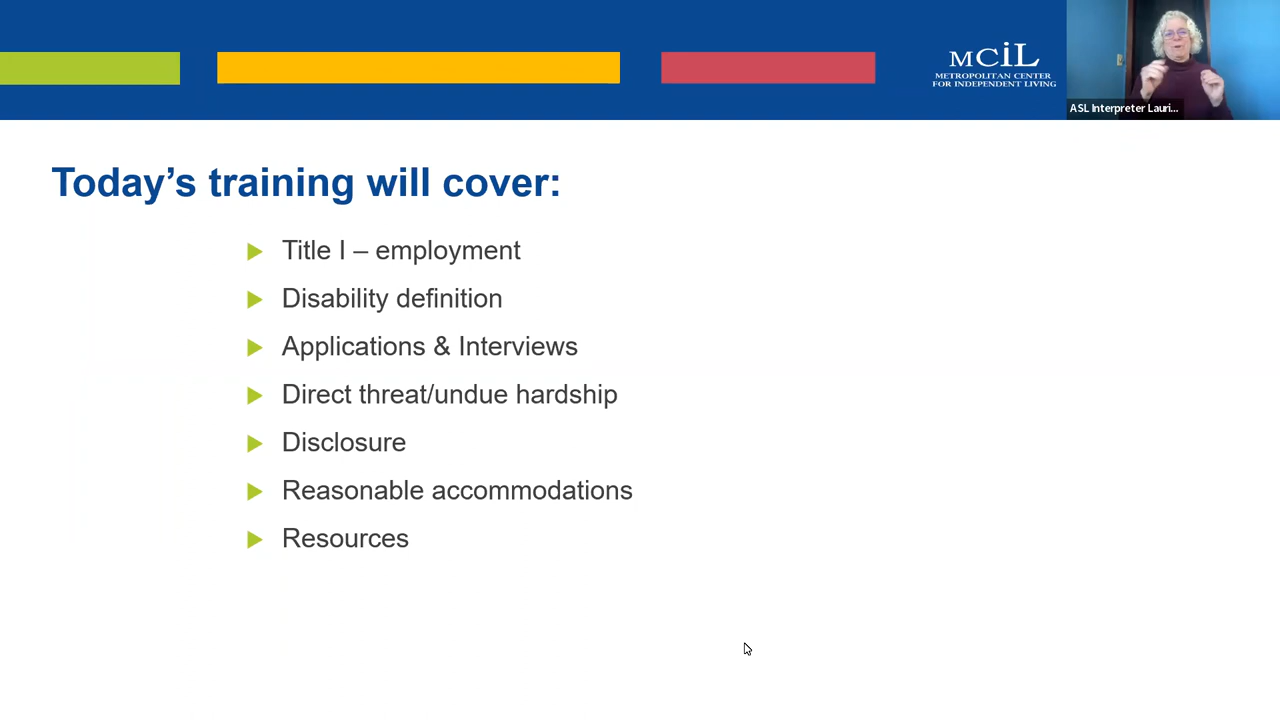 MCiL
METROPOLITAN CENTER
FOR INDEPENDENT LIVING
ASL Interpreter Lauri...
Today’s training will cover:
Title I – employment
Disability definition
Applications & Interviews
Direct threat/undue hardship
Disclosure
Reasonable accommodations
Resources